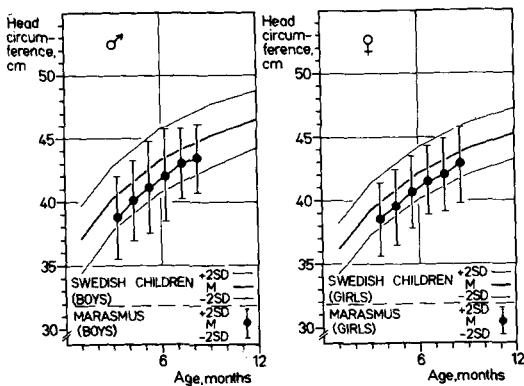 Head
circum-
ference,
cm
♂
50
45
40
35
30
SWEDISH CHILDREN
(BOYS)
+2SD
M
-2SD
MARASMUS
(BOYS)
+2SD
M
-2SD
6
12
Age, months
Head
circum-
ference,
cm
♀
50
45
40
35
30
SWEDISH CHILDREN
(GIRLS)
+2SD
M
-2SD
MARASMUS
(GIRLS)
+2SD
M
-2SD
6
12
Age, months